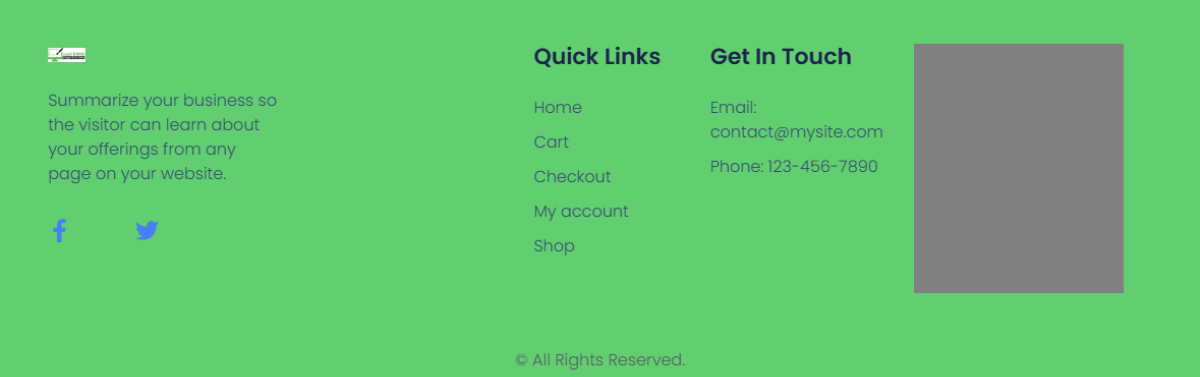 Summarize your business so
the visitor can learn about
your offerings from any
page on your website.
Quick Links
Home
Cart
Checkout
My account
Shop
Get In Touch
Email:
contact@mysite.com
Phone: 123-456-7890
© All Rights Reserved.